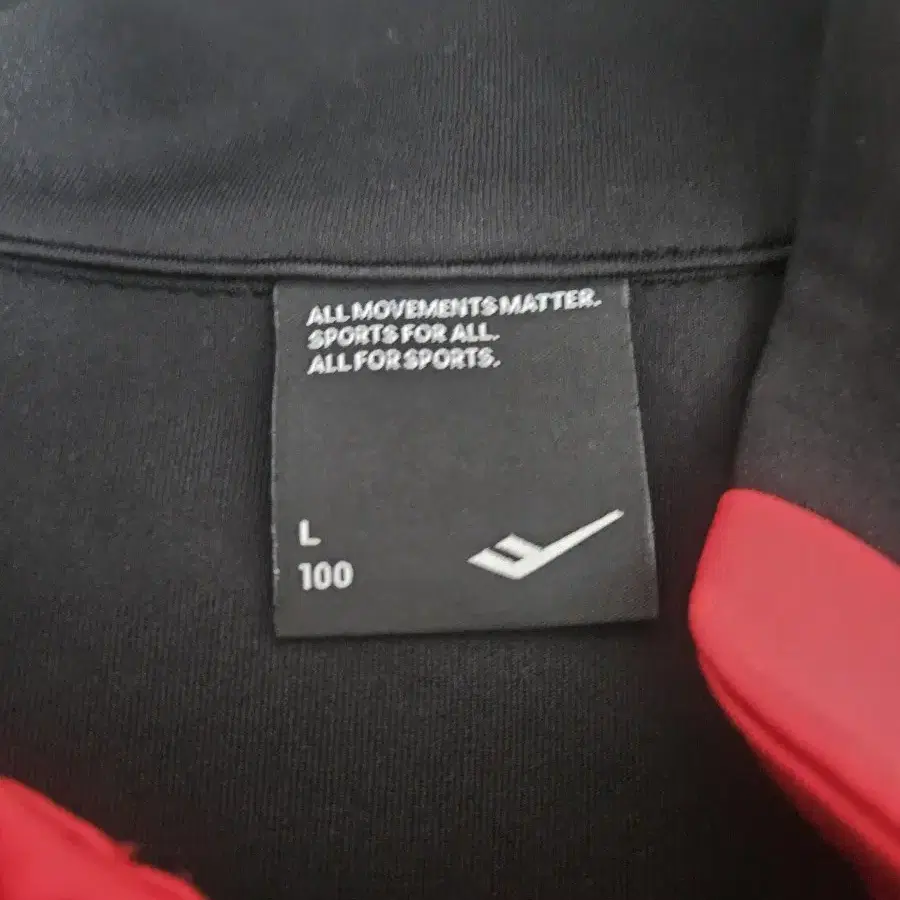 ALL MOVEMENTS MATTER.
SPORTS FOR ALL.
ALL FOR SPORTS.
L
100